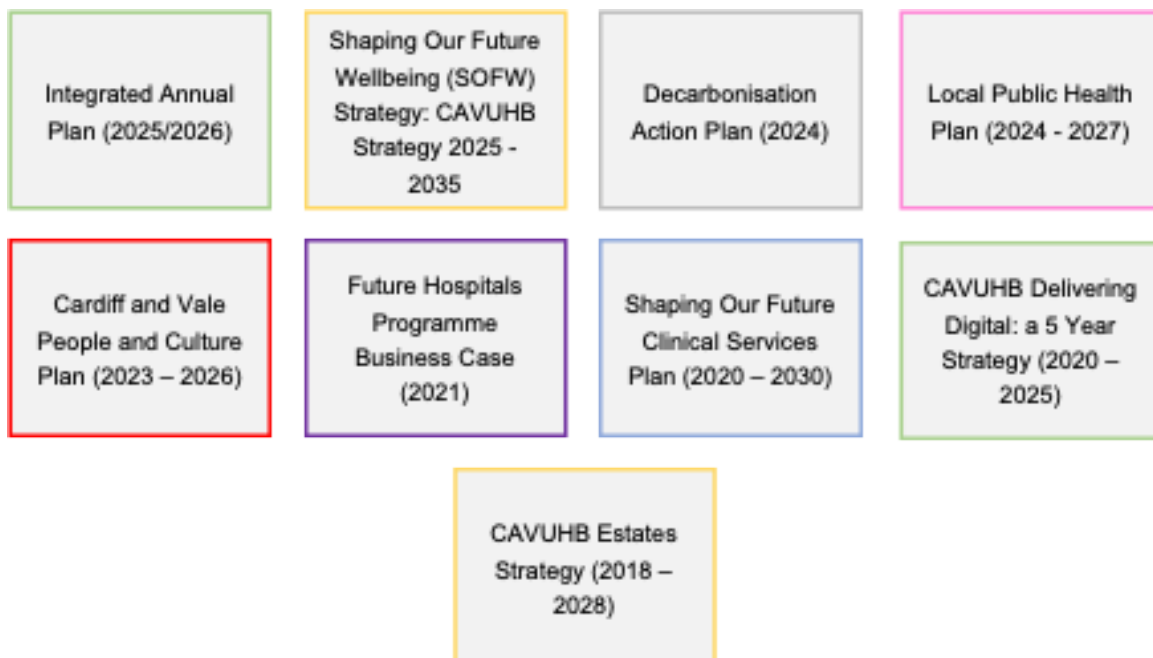 Integrated Annual
Plan (2025/2026)
Shaping Our Future
Wellbeing (SOFW)
Strategy: CAVUHB
Strategy 2025 -
2035
Decarbonisation
Action Plan (2024)
Local Public Health
Plan (2024 - 2027)
Cardiff and Vale
People and Culture
Plan (2023 – 2026)
Future Hospitals
Programme
Business Case
(2021)
Shaping Our Future
Clinical Services
Plan (2020 – 2030)
CAVUHB Delivering
Digital: a 5 Year
Strategy (2020 –
2025)
CAVUHB Estates
Strategy (2018 –
2028)